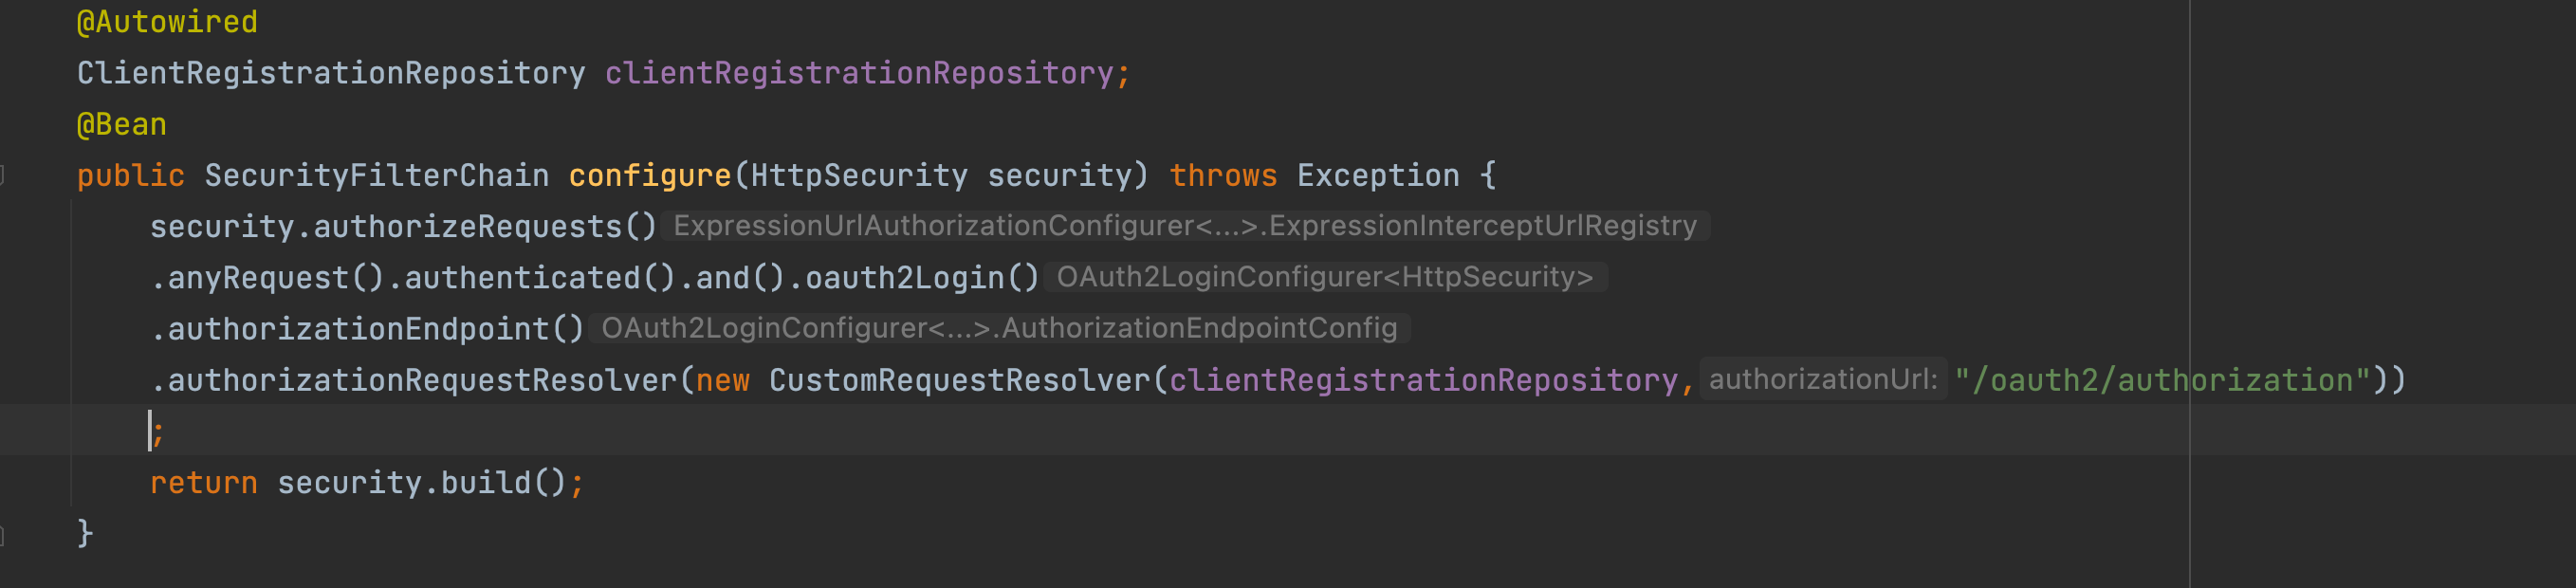 @Autowired
ClientRegistrationRepository clientRegistrationRepository;
@Bean
public SecurityFilterChain configure(HttpSecurity security) throws Exception {
security.authorizeRequests() ExpressionUrlAuthorizationConfigurer<...>.ExpressionInterceptUrlRegistry
.anyRequest().authenticated().and().oauth2Login() OAuth2LoginConfigurer<HttpSecurity>
.authorizationEndpoint() OAuth2LoginConfigurer<...>.AuthorizationEndpointConfig
.authorizationRequestResolver(new CustomRequestResolver(clientRegistrationRepository, authorizationUrl: "/oauth2/authorization"))
;
return security.build();
}